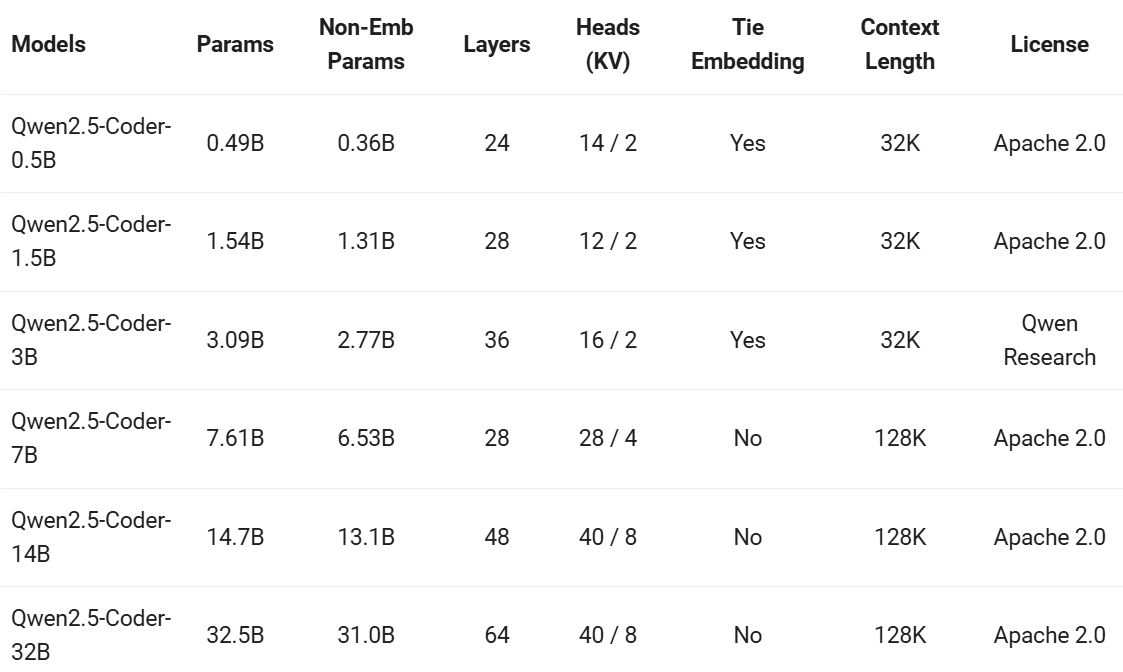 Models Params Non-Emb Params Layers Heads (KV) Tie Embedding Context Length License
Qwen2.5-Coder-0.5B 0.49B 0.36B 24 14 / 2 Yes 32K Apache 2.0
Qwen2.5-Coder-1.5B 1.54B 1.31B 28 12 / 2 Yes 32K Apache 2.0
Qwen2.5-Coder-3B 3.09B 2.77B 36 16 / 2 Yes 32K Qwen Research
Qwen2.5-Coder-7B 7.61B 6.53B 28 28 / 4 No 128K Apache 2.0
Qwen2.5-Coder-14B 14.7B 13.1B 48 40 / 8 No 128K Apache 2.0
Qwen2.5-Coder-32B 32.5B 31.0B 64 40 / 8 No 128K Apache 2.0